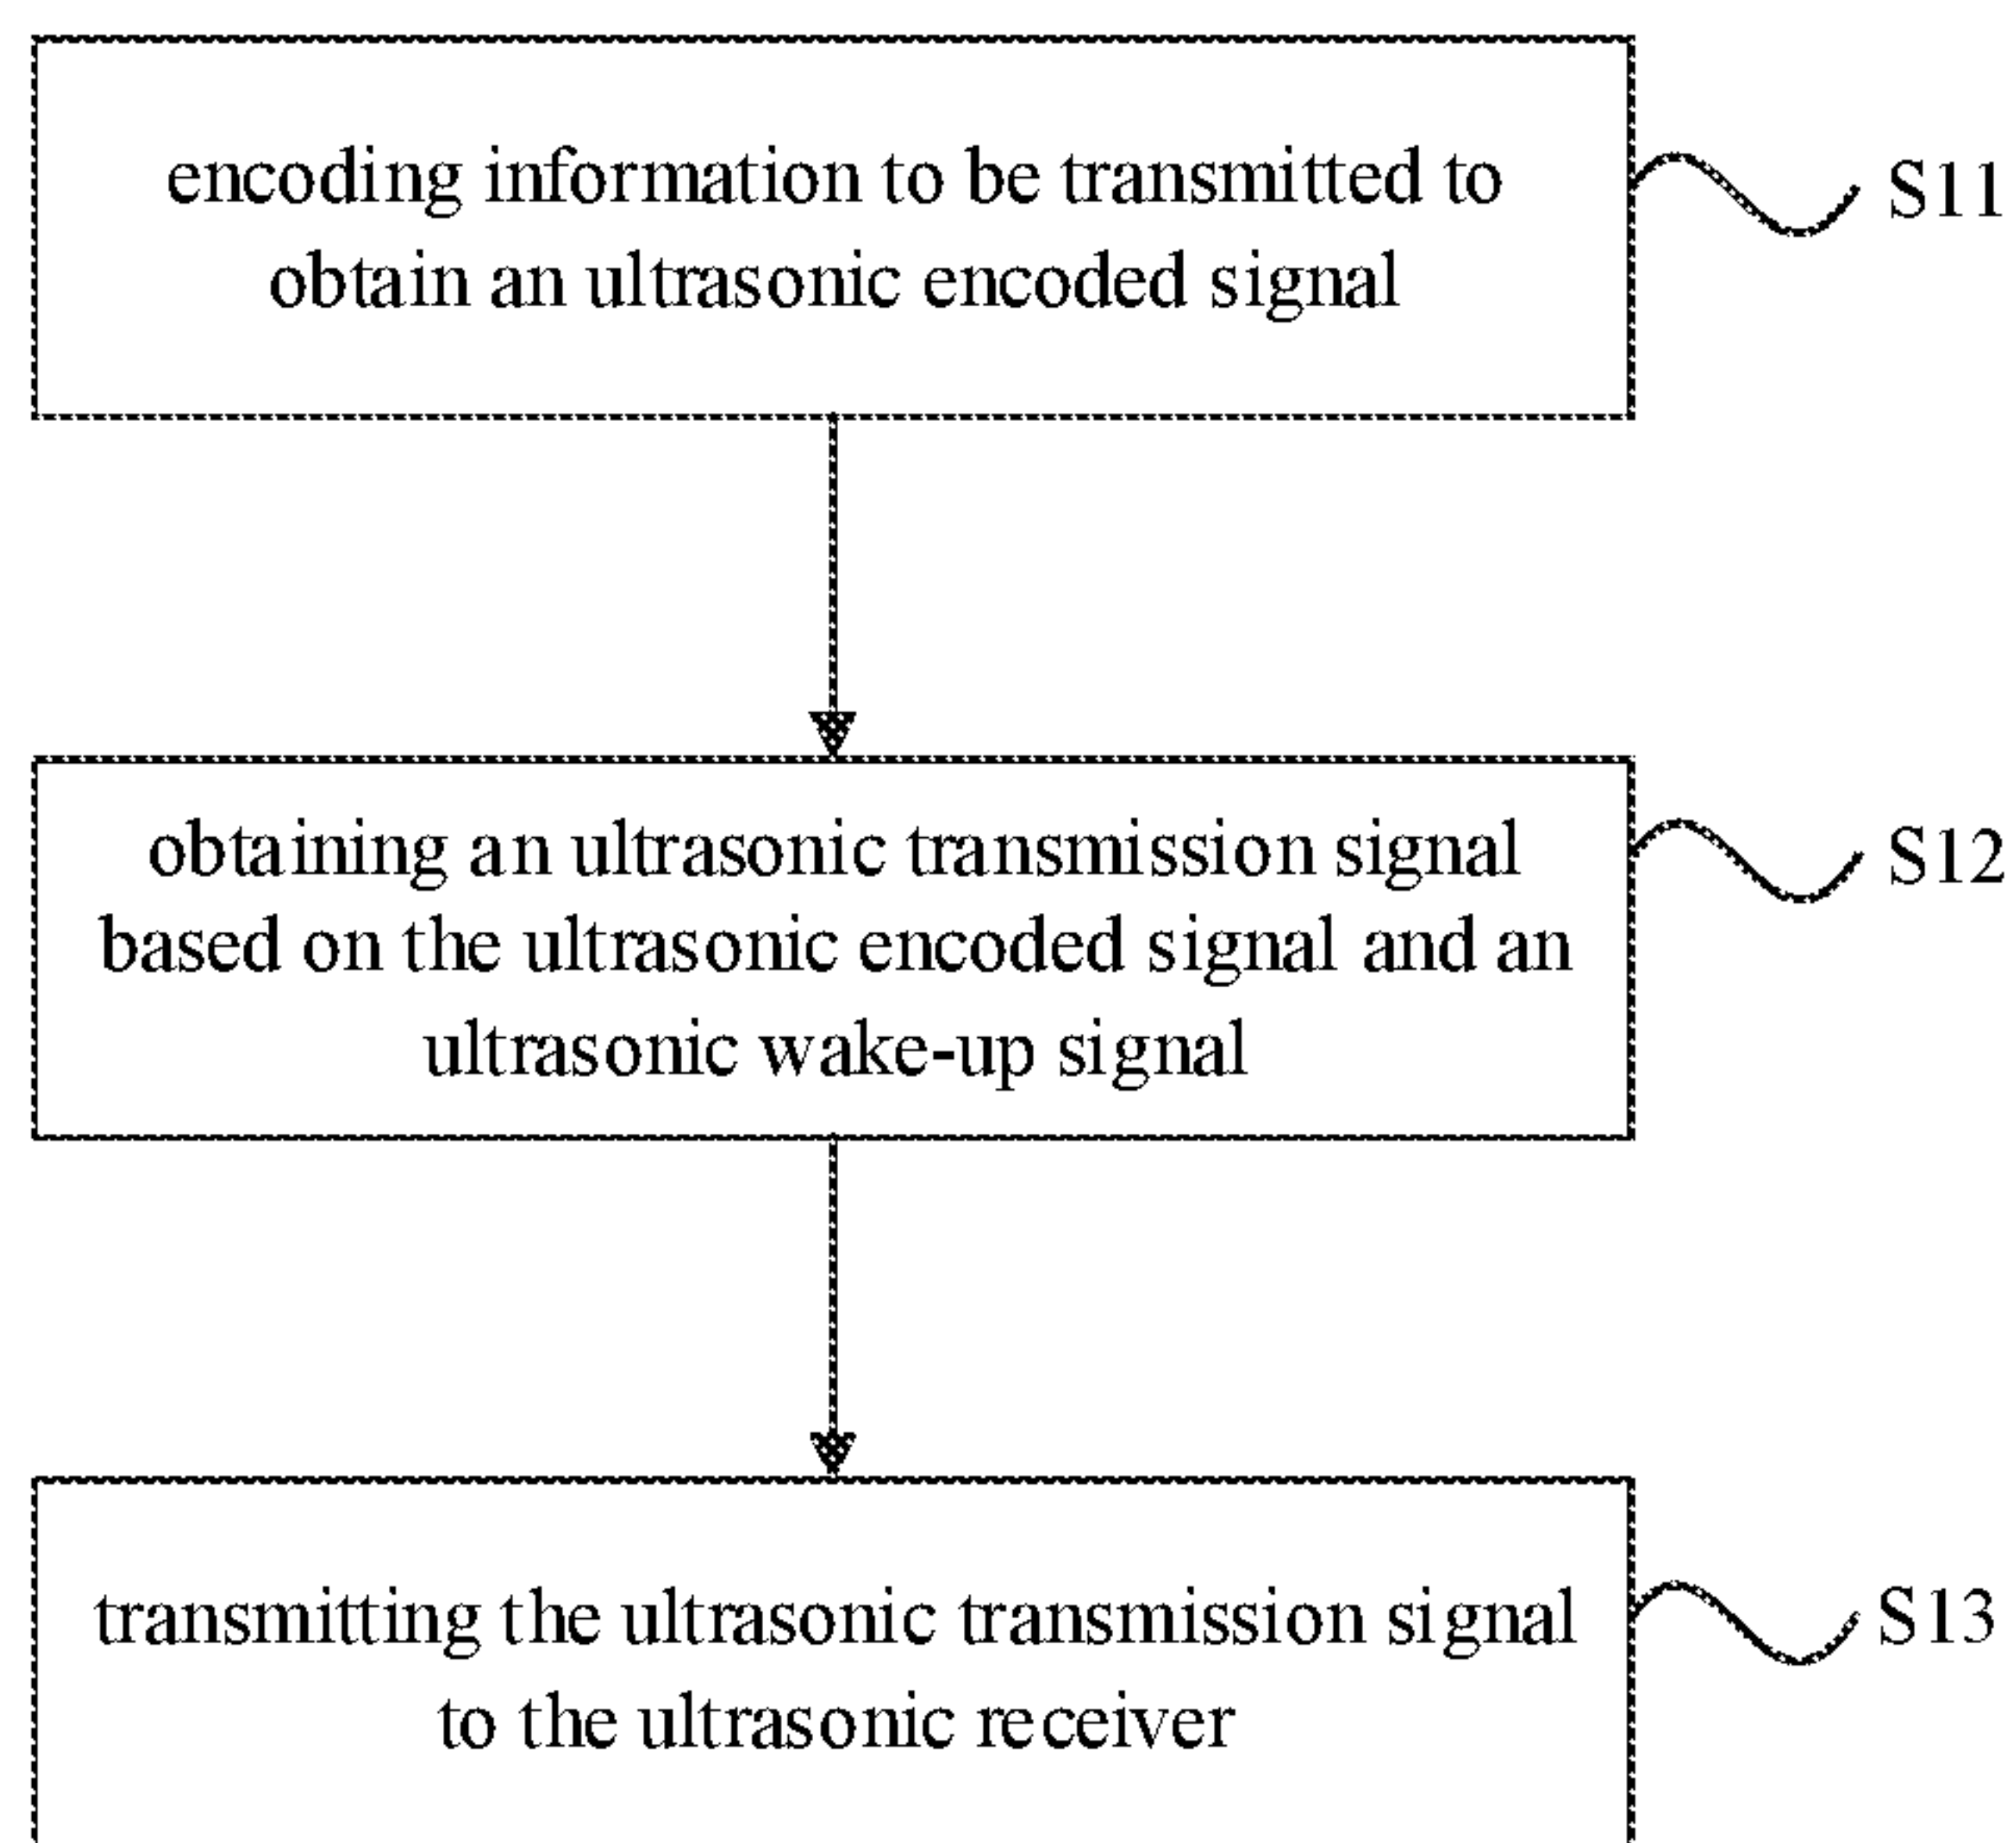 encoding information to be transmitted to
obtain an ultrasonic encoded signal
S11
obtaining an ultrasonic transmission signal
based on the ultrasonic encoded signal and an
ultrasonic wake-up signal
S12
transmitting the ultrasonic transmission signal
to the ultrasonic receiver
S13